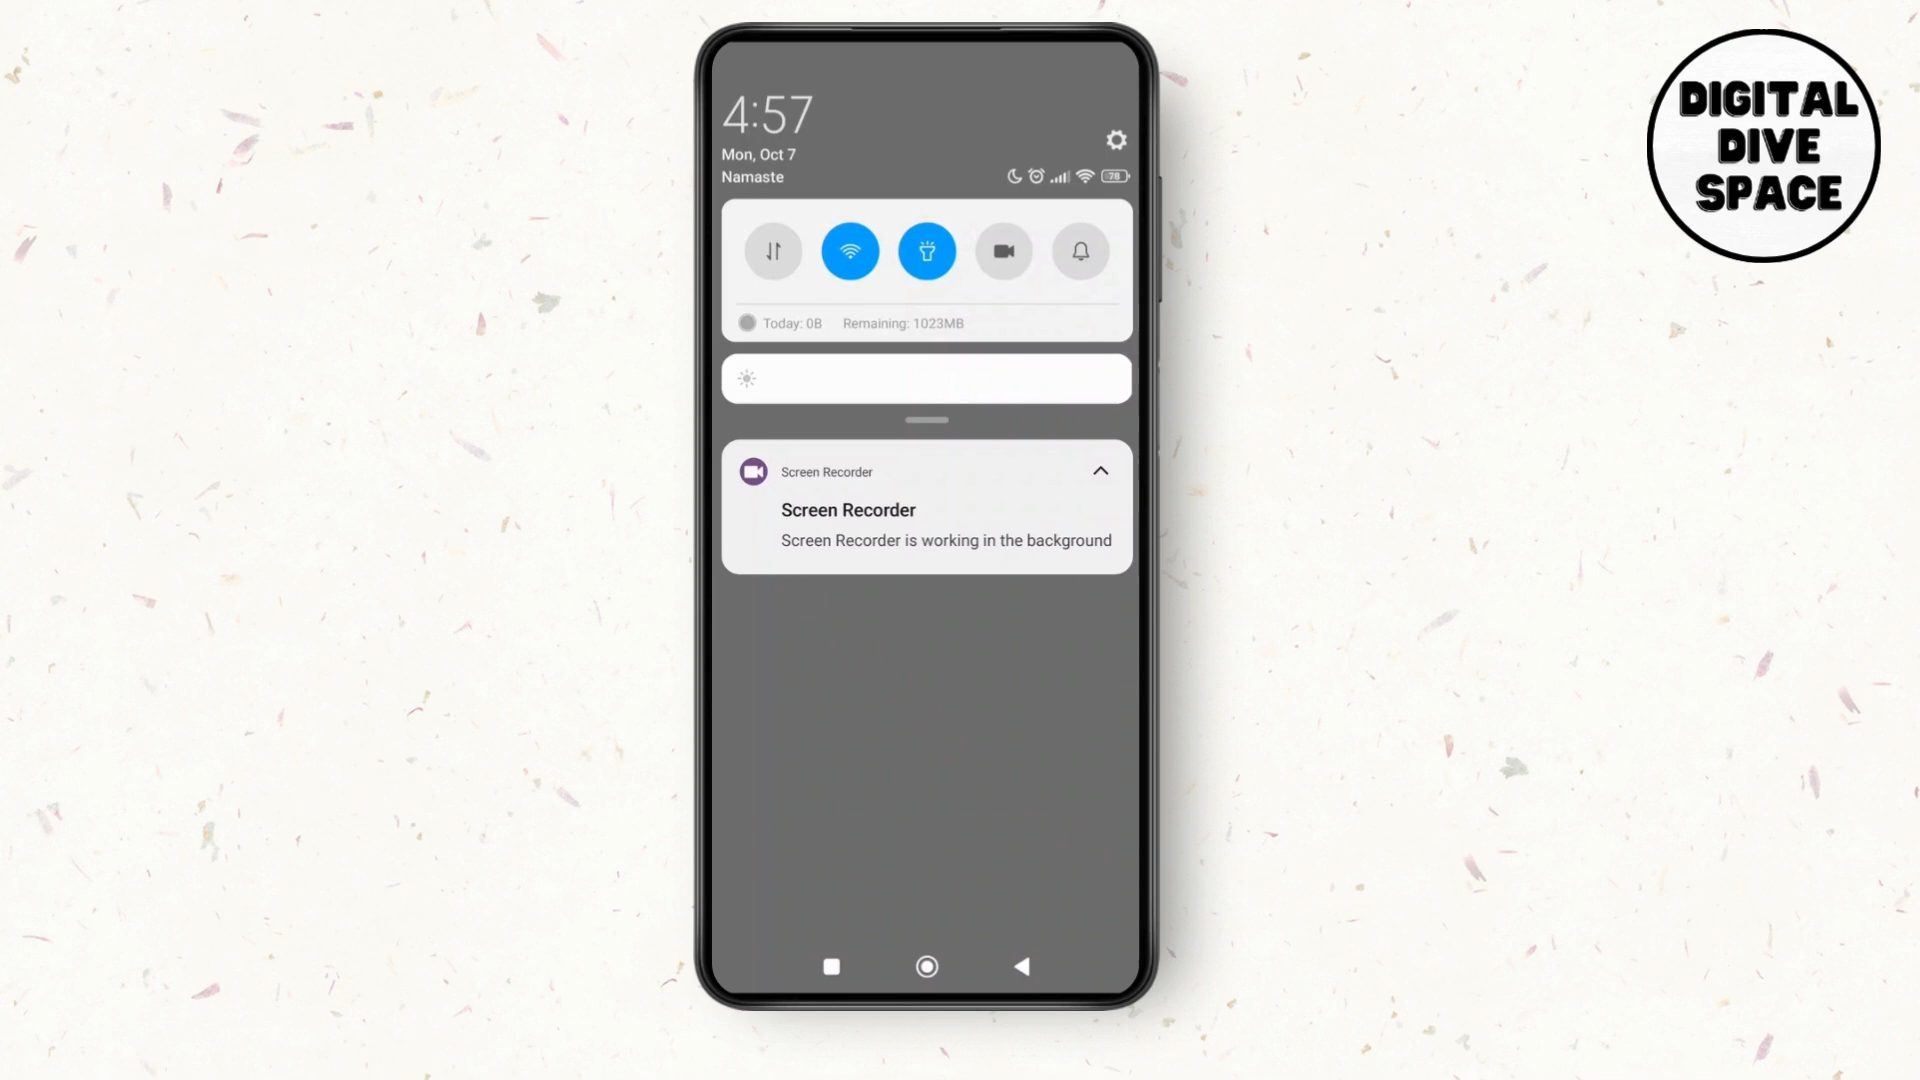 4:57
Mon, Oct 7
Namaste
78
Today: 0B Remaining: 1023MB
Screen Recorder
Screen Recorder
Screen Recorder is working in the background
DIGITAL
DIVE
SPACE